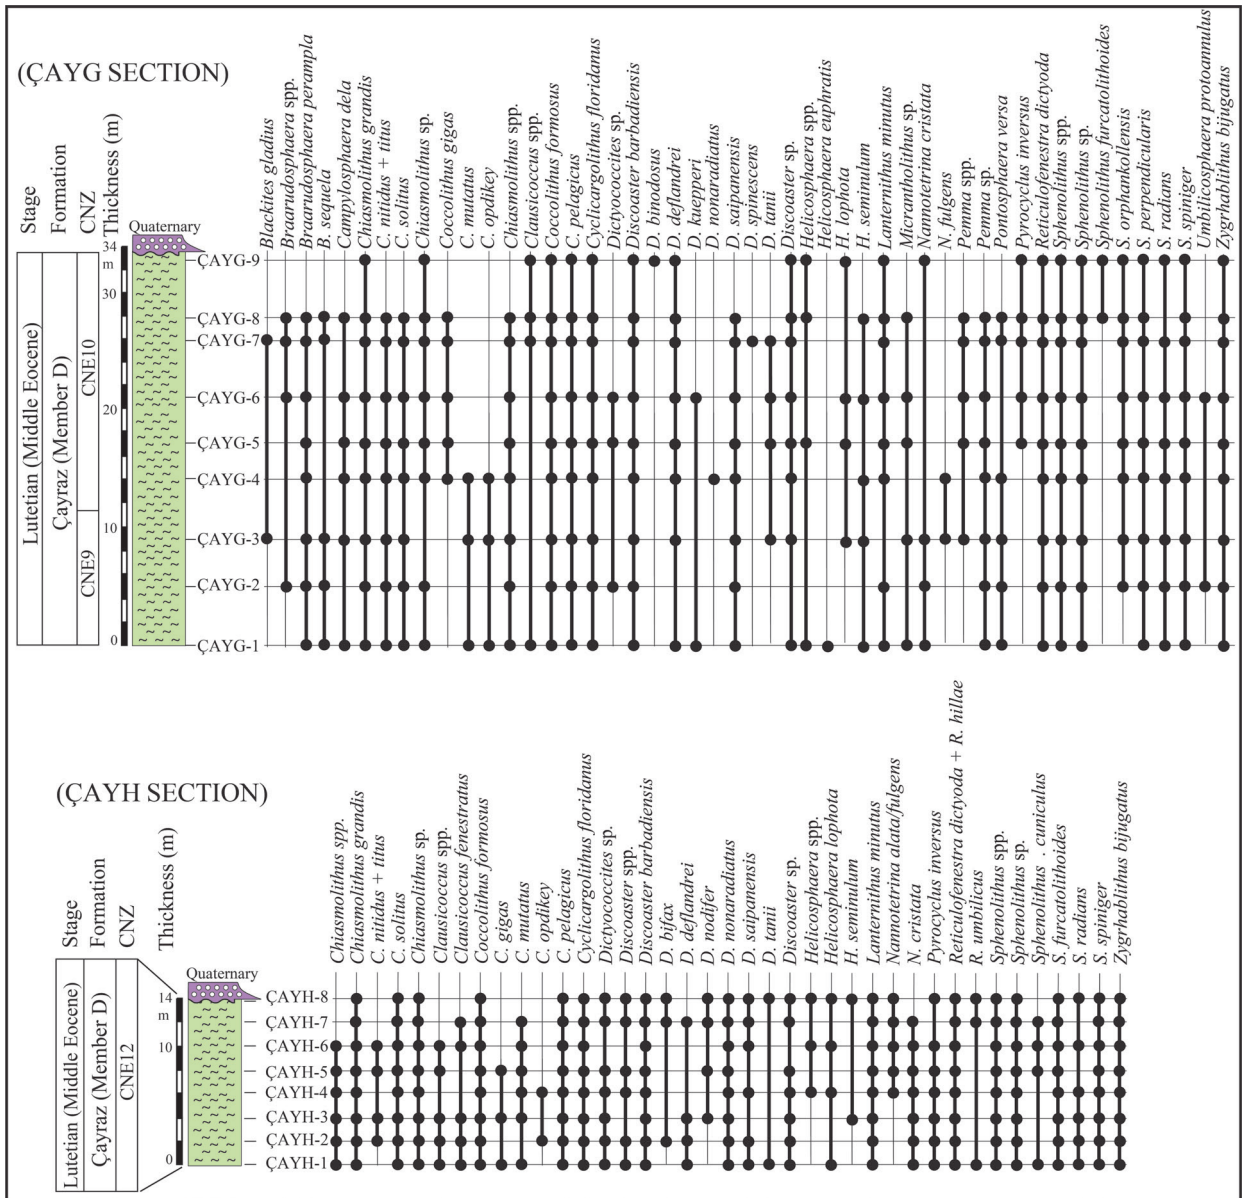 (ÇAYG SECTION)
Stage
Formation
CNZ
Thickness (m)
Blackites gladius
Braarudosphaera spp.
Braarudosphaera perampla
B. sequela
Campylosphaera dela
Chiasmolithus grandis
C. nitidus + titus
C. solitus
Chiasmolithus sp.
Coccolithus gigas
C. mutatus
C. opdikey
Chiasmolithus spp.
Clausicoccus spp.
Coccolithus formosus
C. pelagicus
Cyclicargolithus floridanus
Dictyococcites sp.
Discoaster barbadiensis
D. binodosus
D. deflandrei
D. kuepperi
D. nonaradiatus
D. saipanensis
D. spinescens
D. tanii
Discoaster sp.
Helicosphaera spp.
Helicosphaera euphratis
H. lophota
H. seminulum
Lanternithus minutus
Micrantholithus sp.
Nannotetrina cristata
N. fulgens
Pemma spp.
Pemma sp.
Pontosphaera versa
Pyrocyclus inversus
Reticulofenestra dictyoda
Sphenolithus spp.
Sphenolithus sp.
Sphenolithus furcatolithoides
S. orphankollensis
S. perpendicularis
S. radians
S. spiniger
Umbilicosphaera protoannulus
Zygrhablithus bijugatus
Quaternary
34
m
30
20
10
0
Lutetian (Middle Eocene)
Çayraz (Member D)
CNE10
CNE9
ÇAYG-9
ÇAYG-8
ÇAYG-7
ÇAYG-6
ÇAYG-5
ÇAYG-4
ÇAYG-3
ÇAYG-2
ÇAYG-1
(ÇAYH SECTION)
Stage
Formation
CNZ
Thickness (m)
Chiasmolithus spp.
Chiasmolithus grandis
C. nitidus + titus
C. solitus
Chiasmolithus sp.
Clausicoccus spp.
Clausicoccus fenestratus
Coccolithus formosus
C. gigas
C. mutatus
C. opdikey
C. pelagicus
Cyclicargolithus floridanus
Dictyococcites sp.
Discoaster spp.
Discoaster barbadiensis
D. bifax
D. deflandrei
D. nodifer
D. nonaradiatus
D. saipanensis
D. tanii
Discoaster sp.
Helicosphaera spp.
Helicosphaera lophota
H. seminulum
Lanternithus minutus
Nannotetrina alata/fulgens
N. cristata
Pyrocyclus inversus
Reticulofenestra dictyoda + R. hillae
R. umbilicus
Sphenolithus spp.
Sphenolithus sp.
Sphenolithus . cuniculus
S. furcatolithoides
S. radians
S. spiniger
Zygrhablithus bijugatus
Quaternary
14
m
10
0
Lutetian (Middle Eocene)
Çayraz (Member D)
CNE12
ÇAYH-8
ÇAYH-7
ÇAYH-6
ÇAYH-5
ÇAYH-4
ÇAYH-3
ÇAYH-2
ÇAYH-1